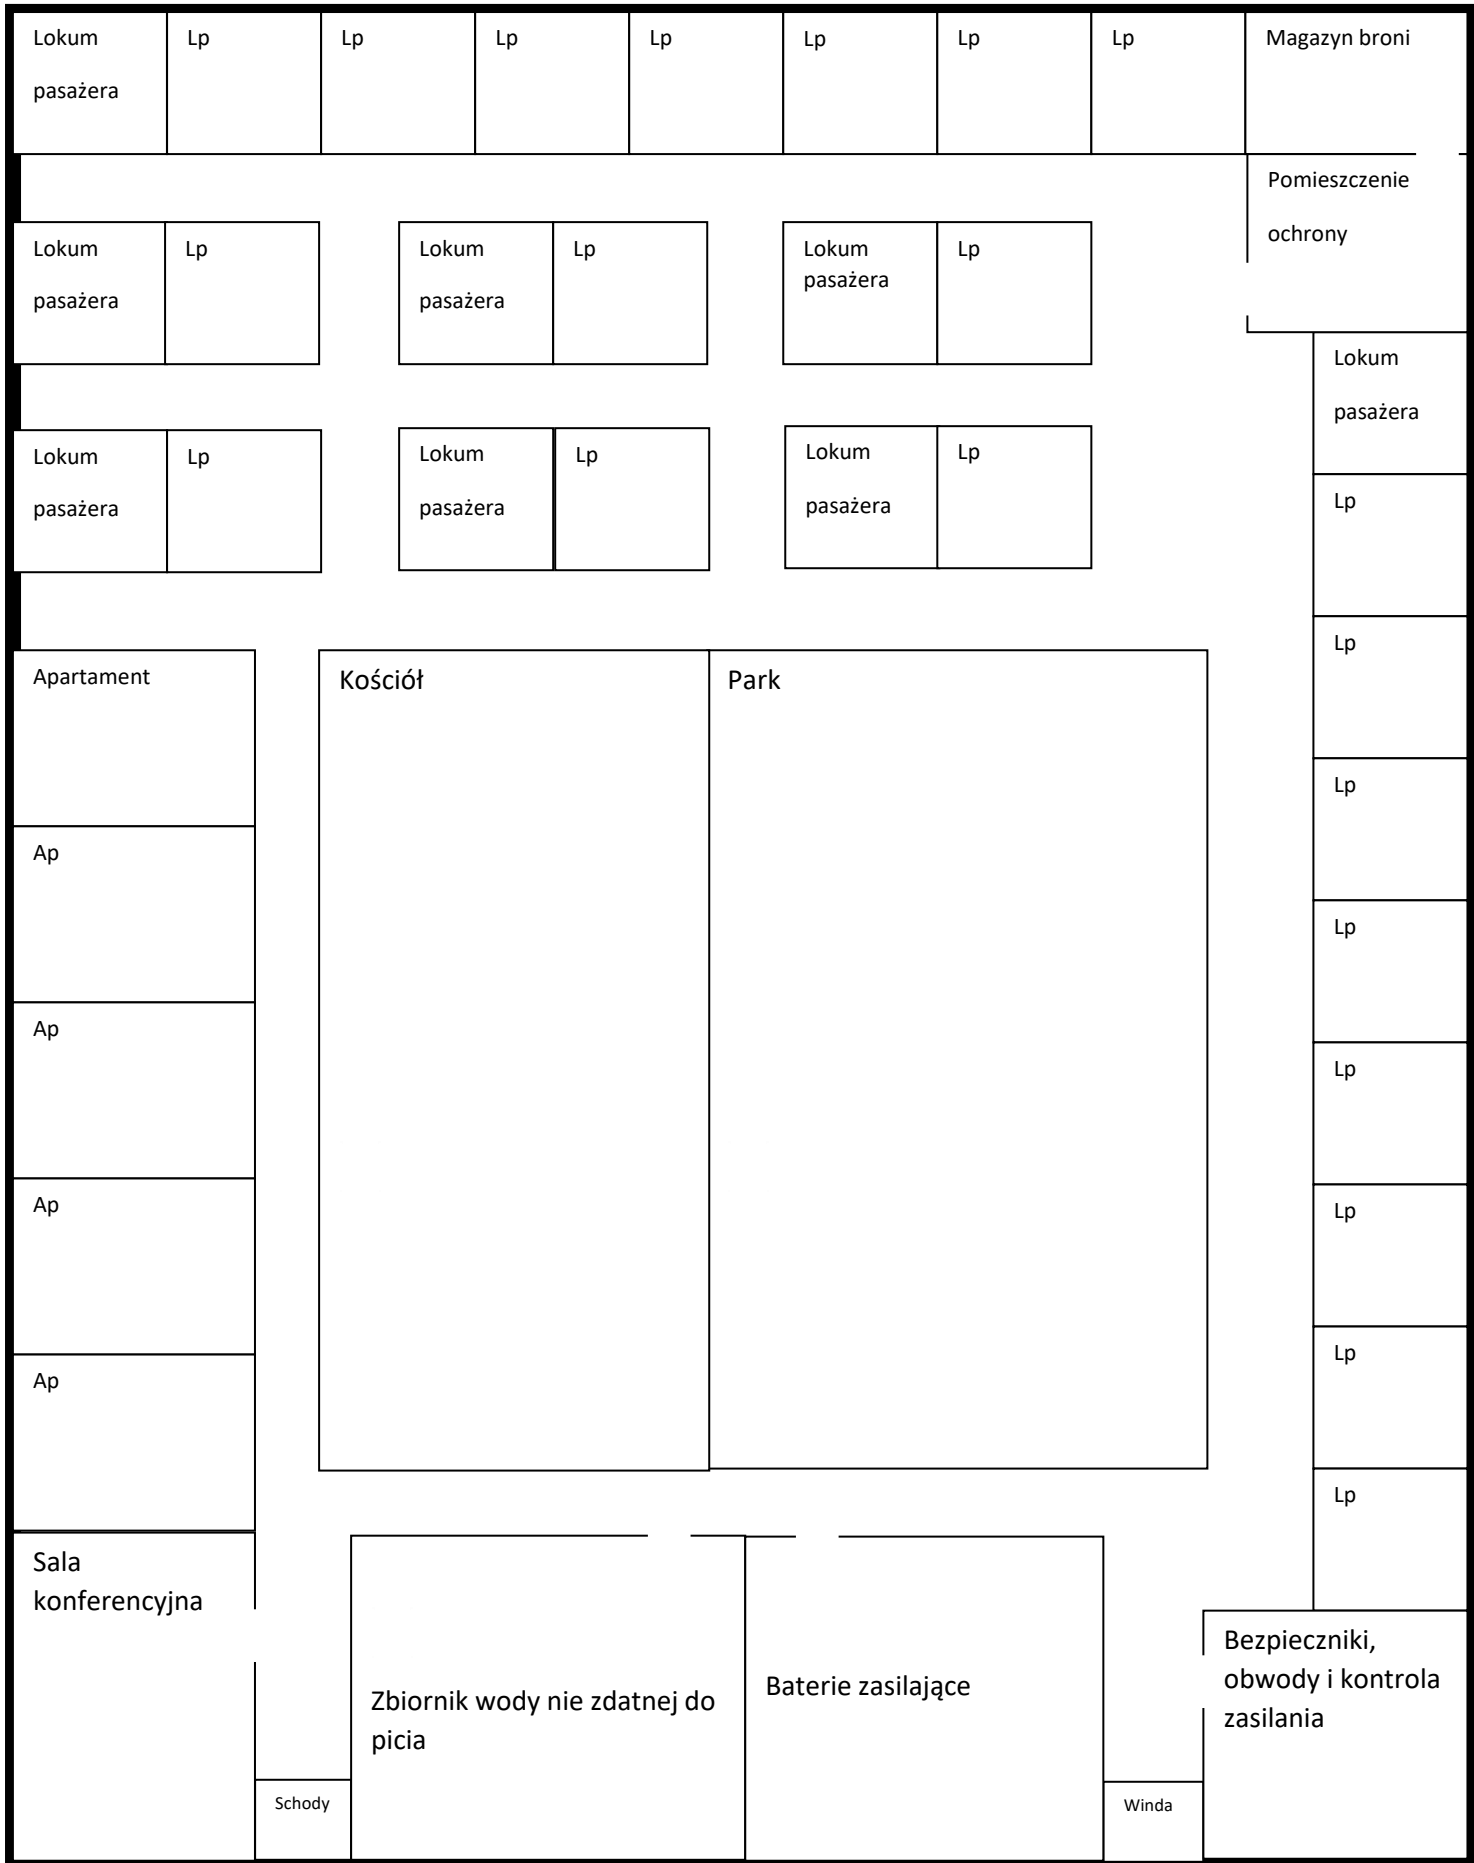 Lokum
pasażera
Lp
Lp
Lp
Lp
Lp
Lp
Lp
Magazyn broni
Pomieszczenie
ochrony
Lokum
pasażera
Lp
Lokum
pasażera
Lp
Lokum
pasażera
Lp
Lokum
pasażera
Lokum
pasażera
Lp
Lokum
pasażera
Lp
Lokum
pasażera
Lp
Lp
Lp
Lp
Lp
Lp
Lp
Lp
Lp
Apartament
Ap
Ap
Ap
Ap
Kościół
Park
Sala
konferencyjna
Zbiornik wody nie zdatnej do
picia
Baterie zasilające
Bezpieczniki,
obwody i kontrola
zasilania
Schody
Winda